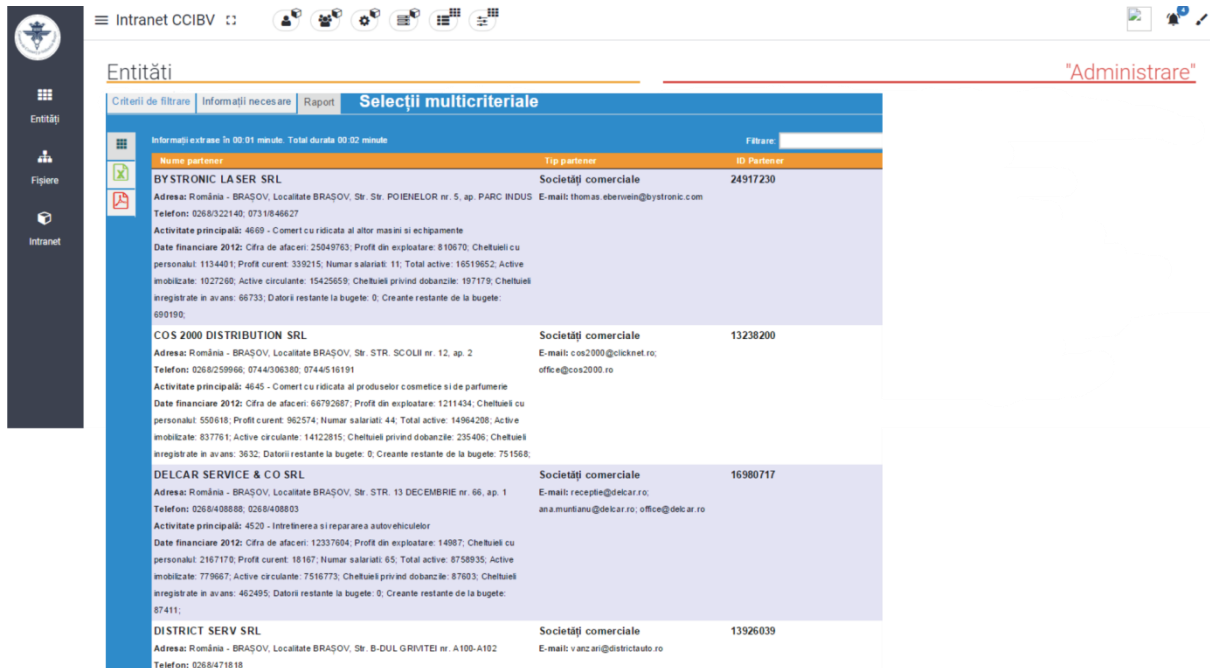 Intranet CCIBV
4
Entităti
"Administrare"
Entități
Fișiere
Intranet
Criterii de filtrare
Informații necesare
Raport
Selecții multicriteriale
Informații extrase în 00:01 minute. Total durata 00:02 minute
Filtrare:
Nume partener Tip partener ID Partener
BYSTRONIC LASER SRL Societăți comerciale 24917230
Adresa: România - BRAȘOV, Localitate BRAȘOV, Str. Str. POIENELOR nr. 5, ap. PARC INDUS E-mail: thomas.eberwein@bystronic.com
Telefon: 0268/322140; 0731/846627
Activitate principală: 4669 - Comert cu ridicata al altor masini si echipamente
Date financiare 2012: Cifra de afaceri: 25049763; Profit din exploatare: 810670; Cheltuieli cu
personalul: 1134401; Profit curent: 339215; Numar salariati: 11; Total active: 16519652; Active
imobilizate: 1027260; Active circulante: 15425659; Cheltuieli privind dobanzile: 197179; Cheltuieli
inregistrate in avans: 66733; Datorii restante la bugete: 0; Creante restante de la bugete:
690190;
COS 2000 DISTRIBUTION SRL Societăți comerciale 13238200
Adresa: România - BRAȘOV, Localitate BRAȘOV, Str. STR. SCOLII nr. 12, ap. 2 E-mail: cos2000@clicknet.ro;
Telefon: 0268/259966; 0744/306380; 0744/516191 office@cos2000.ro
Activitate principală: 4645 - Comert cu ridicata al produselor cosmetice si de parfumerie
Date financiare 2012: Cifra de afaceri: 66792687; Profit din exploatare: 1211434; Cheltuieli cu
personalul: 550618; Profit curent: 962574; Numar salariati: 44; Total active: 14964208; Active
imobilizate: 837761; Active circulante: 14122815; Cheltuieli privind dobanzile: 235406; Cheltuieli
inregistrate in avans: 3632; Datorii restante la bugete: 0; Creante restante de la bugete: 751568;
DELCAR SERVICE & CO SRL Societăți comerciale 16980717
Adresa: România - BRAȘOV, Localitate BRAȘOV, Str. STR. 13 DECEMBRIE nr. 66, ap. 1 E-mail: receptie@delcar.ro;
Telefon: 0268/408888; 0268/408803 ana.muntianu@delcar.ro; office@delcar.ro
Activitate principală: 4520 - Intretinerea si repararea autovehiculelor
Date financiare 2012: Cifra de afaceri: 12337604; Profit din exploatare: 14987; Cheltuieli cu
personalul: 2167170; Profit curent: 18167; Numar salariati: 65; Total active: 8758935; Active
imobilizate: 779667; Active circulante: 7516773; Cheltuieli privind dobanzile: 87603; Cheltuieli
inregistrate in avans: 462495; Datorii restante la bugete: 0; Creante restante de la bugete:
87411;
DISTRICT SERV SRL Societăți comerciale 13926039
Adresa: România - BRAȘOV, Localitate BRAȘOV, Str. B-DUL GRIVITEI nr. A100-A102 E-mail: vanzari@districtauto.ro
Telefon: 0268/471818